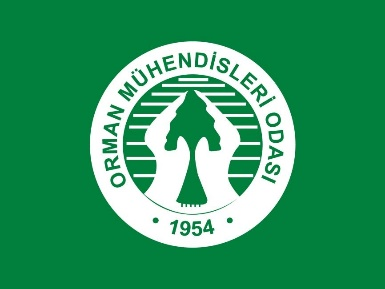 ORMAN MÜHENDİSLERİ ODASI
• 1954 •